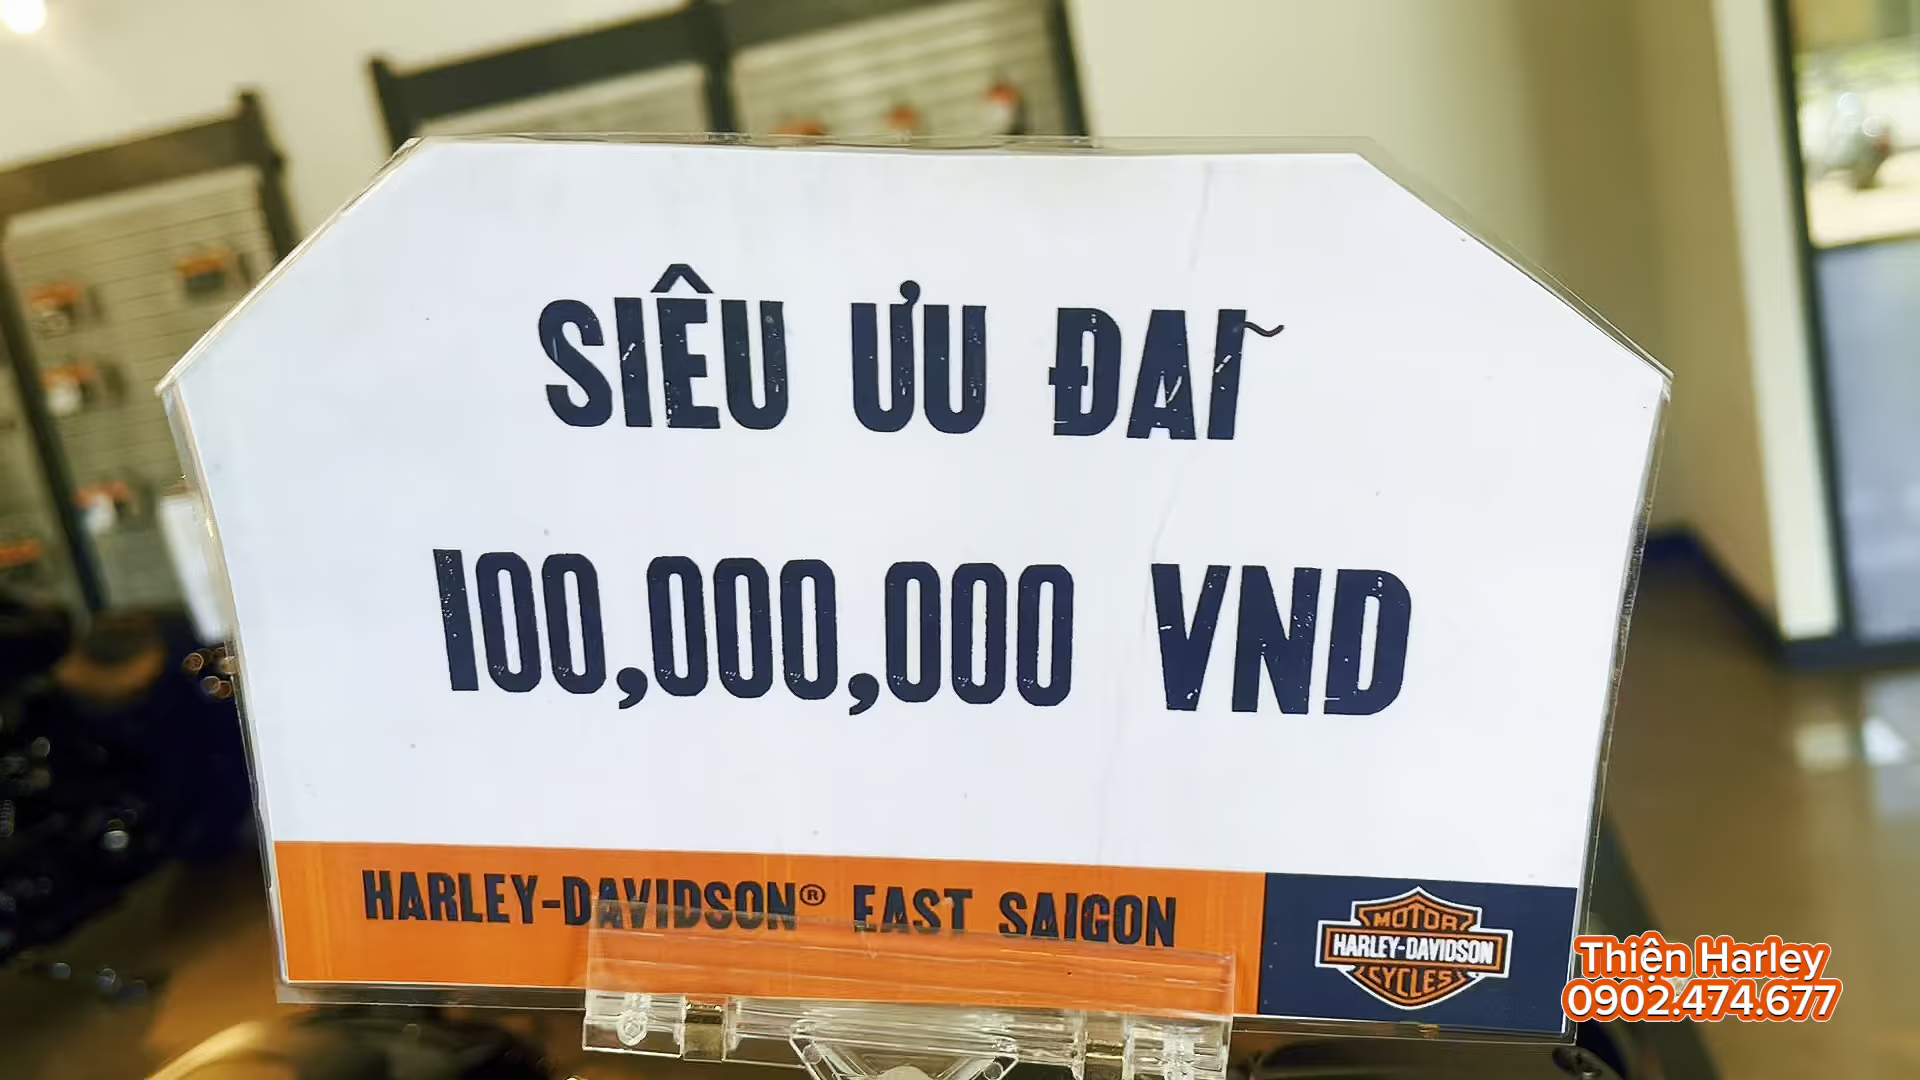 SIÊU ƯU ĐAĨ
100,000,000 VND
HARLEY-DAVIDSON® EAST SAIGON
MOTOR
HARLEY-DAVIDSON
CYCLES
Thiện Harley
0902.474.677